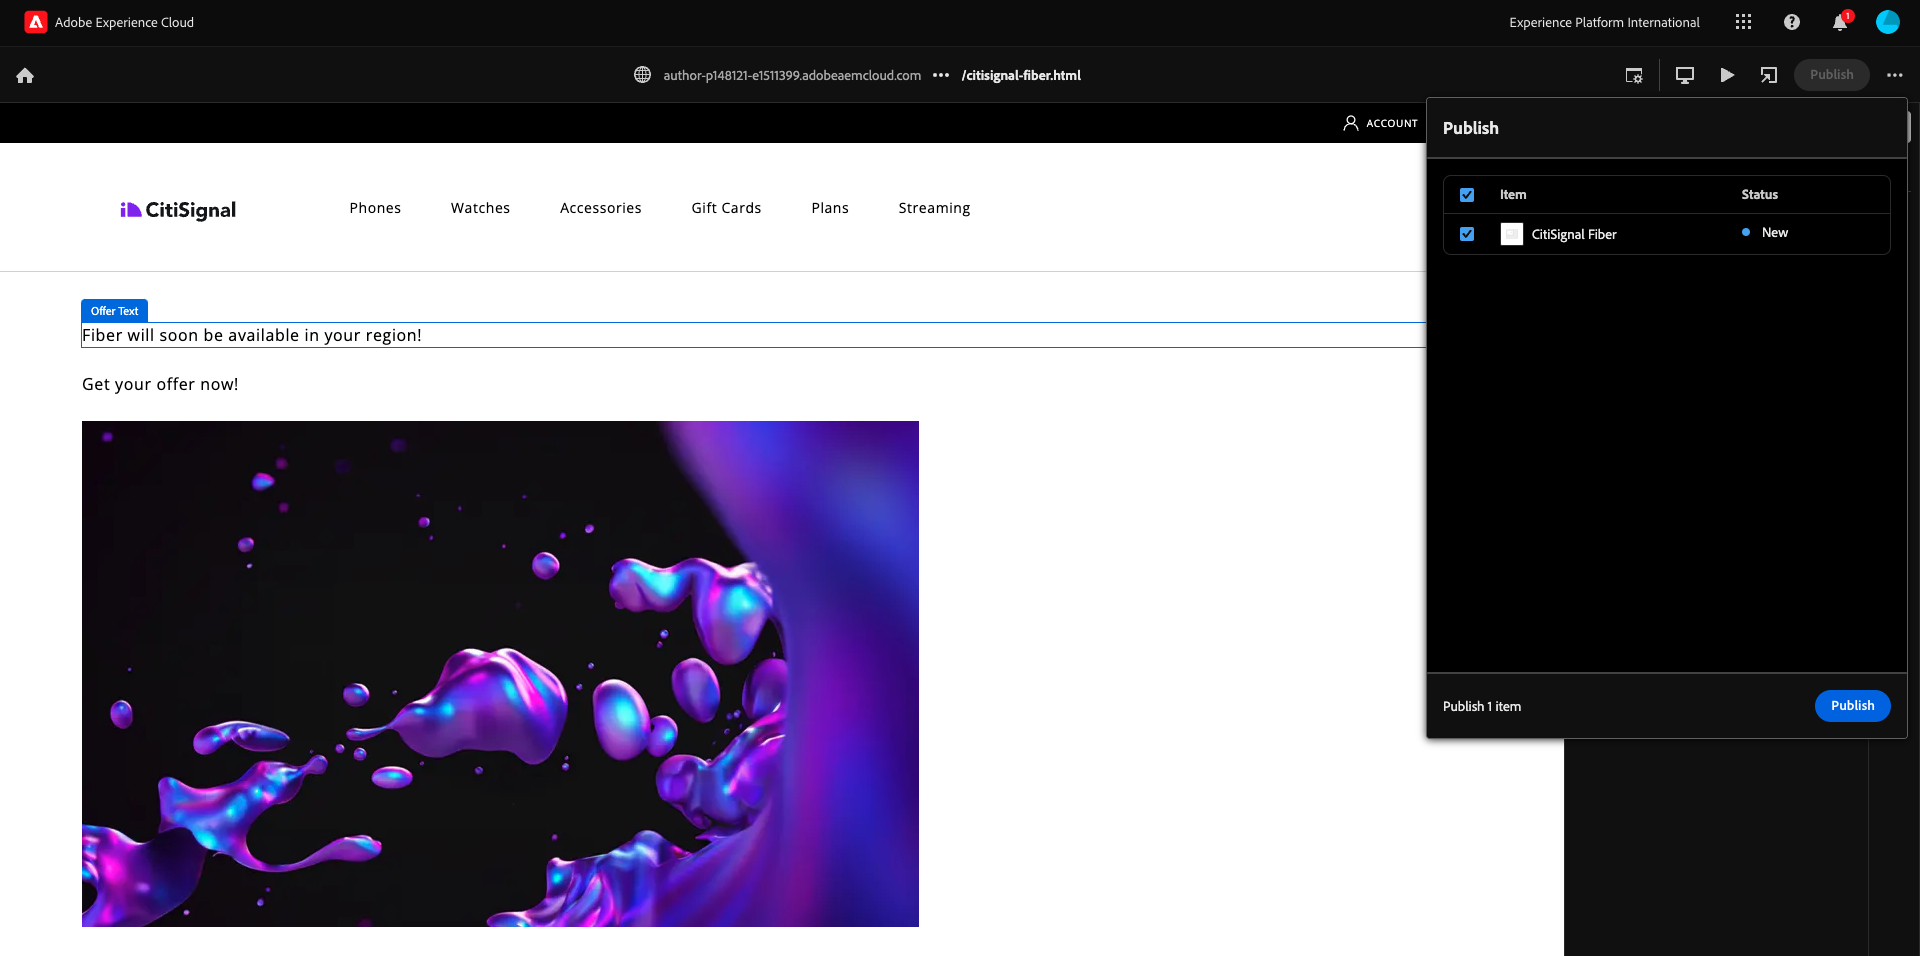 Adobe Experience Cloud
Experience Platform International
1
author-p148121-e1511399.adobeaemcloud.com ••• /citisignal-fiber.html
Publish
ACCOUNT
Publish
Item Status
CitiSignal Fiber New
Publish 1 item
Publish
CitiSignal
Phones Watches Accessories Gift Cards Plans Streaming
Offer Text
Fiber will soon be available in your region!
Get your offer now!